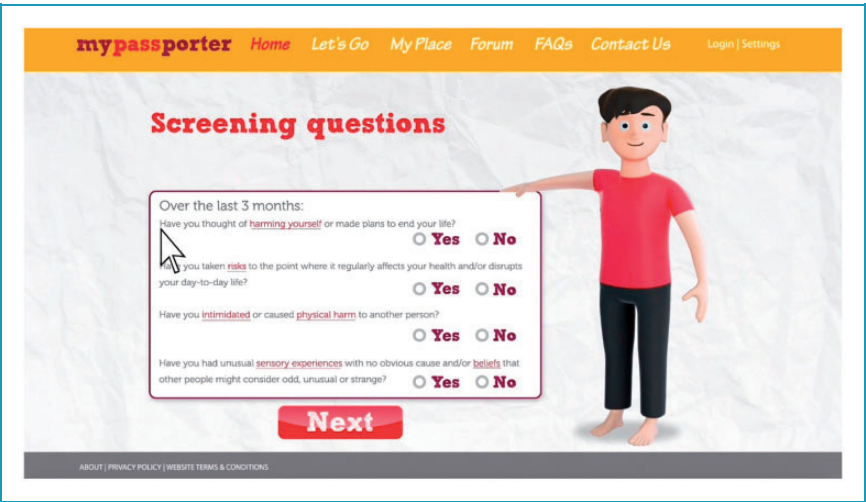 mypassporter Home Let's Go My Place Forum FAQs Contact Us Login | Settings
Screening questions
Over the last 3 months:
Have you thought of harming yourself or made plans to end your life?
Yes No
you taken risks to the point where it regularly affects your health and/or disrupts
your day-to-day life?
Yes No
Have you intimidated or caused physical harm to another person?
Yes No
Have you had unusual sensory experiences with no obvious cause and/or beliefs that
other people might consider odd, unusual or strange?
Yes No
Next
ABOUT | PRIVACY POLICY | WEBSITE TERMS & CONDITIONS